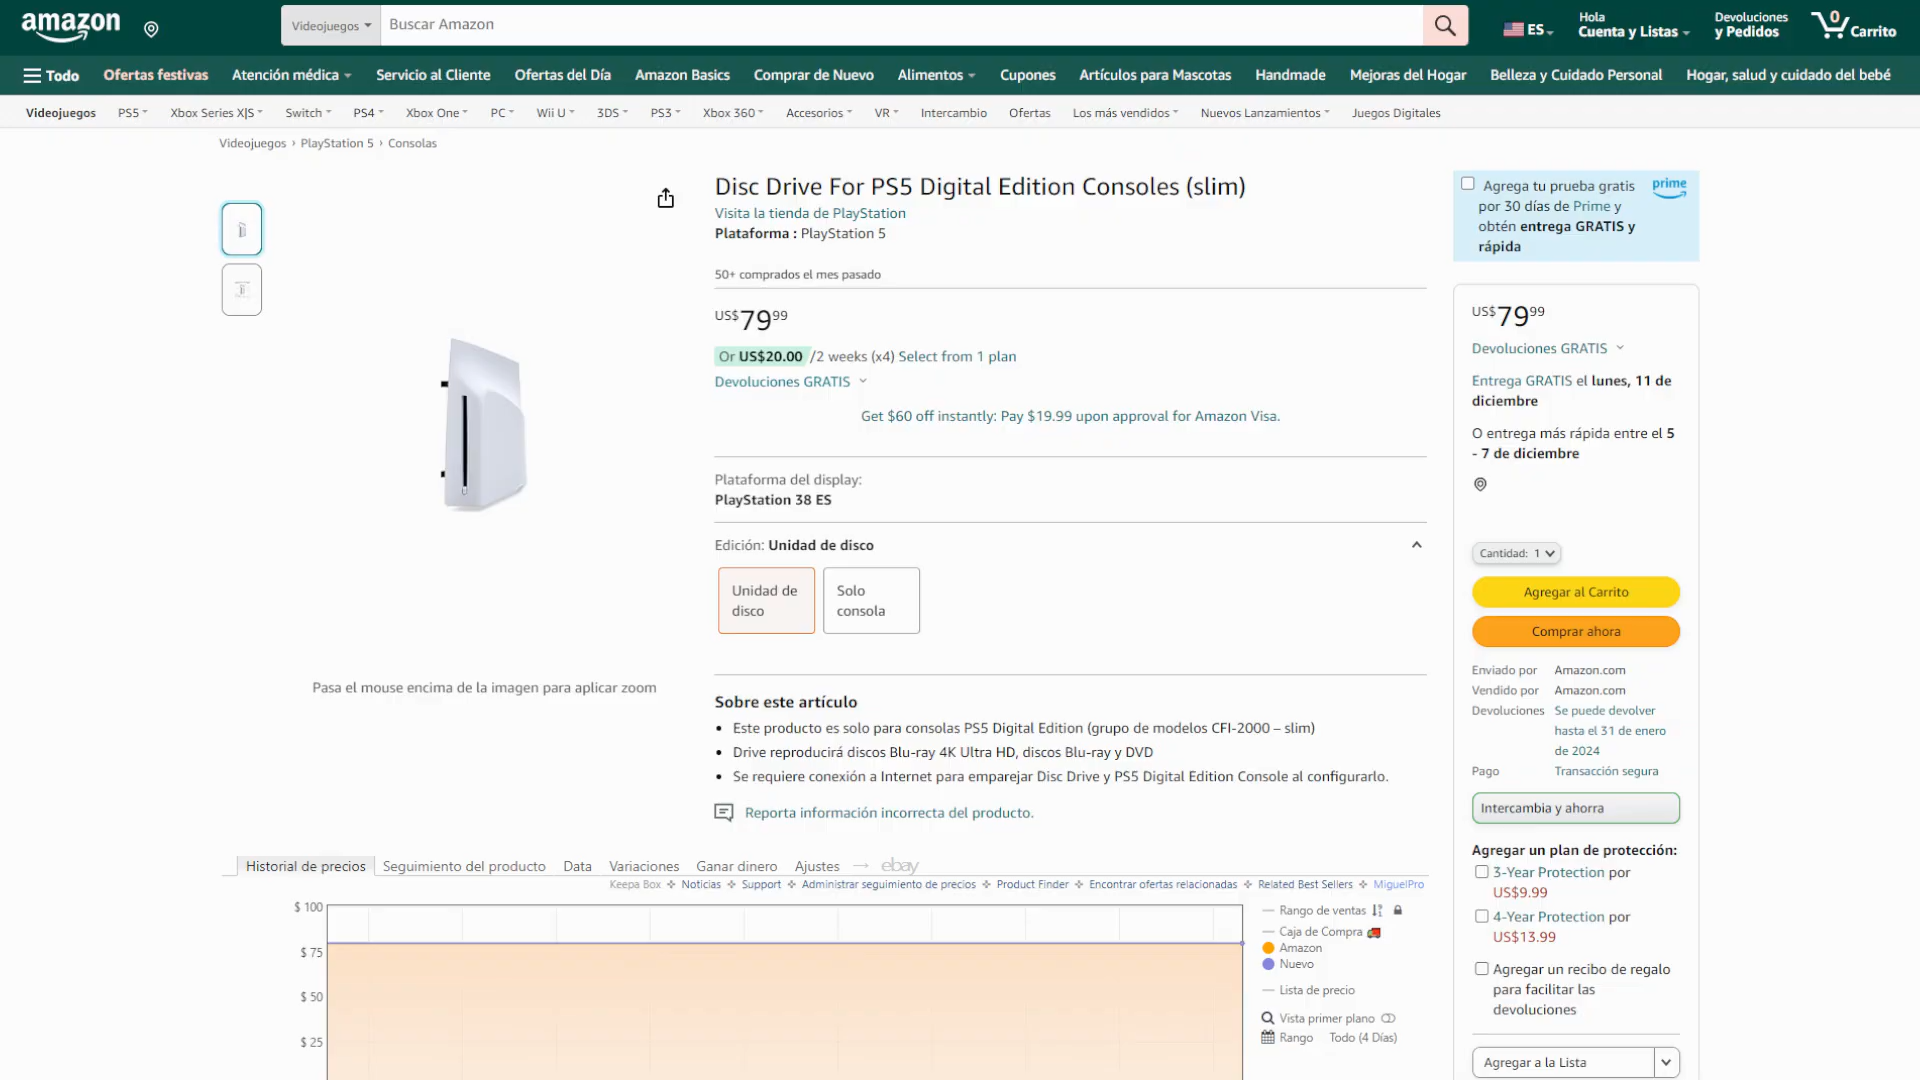 amazon
Videojuegos
Buscar Amazon
ES
Hola
Cuenta y Listas
Devoluciones
y Pedidos
0
Carrito
Todo
Ofertas festivas
Atención médica
Servicio al Cliente
Ofertas del Día
Amazon Basics
Comprar de Nuevo
Alimentos
Cupones
Artículos para Mascotas
Handmade
Mejoras del Hogar
Belleza y Cuidado Personal
Hogar, salud y cuidado del bebé
Videojuegos
PS5
Xbox Series X|S
Switch
PS4
Xbox One
PC
Wii U
3DS
PS3
Xbox 360
Accesorios
VR
Intercambio
Ofertas
Los más vendidos
Nuevos Lanzamientos
Juegos Digitales
Videojuegos › PlayStation 5 › Consolas
Pasa el mouse encima de la imagen para aplicar zoom
Disc Drive For PS5 Digital Edition Consoles (slim)
Visita la tienda de PlayStation
Plataforma : PlayStation 5
50+ comprados el mes pasado
US$79 99
Or US$20.00 /2 weeks (x4) Select from 1 plan
Devoluciones GRATIS
Get $60 off instantly: Pay $19.99 upon approval for Amazon Visa.
Plataforma del display:
PlayStation 38 ES
Edición: Unidad de disco
Unidad de
disco
Solo
consola
Sobre este artículo
• Este producto es solo para consolas PS5 Digital Edition (grupo de modelos CFI-2000 – slim)
• Drive reproducirá discos Blu-ray 4K Ultra HD, discos Blu-ray y DVD
• Se requiere conexión a Internet para emparejar Disc Drive y PS5 Digital Edition Console al configurarlo.
Reporta información incorrecta del producto.
Agrega tu prueba gratis
por 30 días de Prime y
obtén entrega GRATIS y
rápida
prime
US$79 99
Devoluciones GRATIS
Entrega GRATIS el lunes, 11 de
diciembre
O entrega más rápida entre el 5
- 7 de diciembre
Cantidad: 1
Agregar al Carrito
Comprar ahora
Enviado por Amazon.com
Vendido por Amazon.com
Devoluciones Se puede devolver
hasta el 31 de enero
de 2024
Pago Transacción segura
Intercambia y ahorra
Agregar un plan de protección:
3-Year Protection por
US$9.99
4-Year Protection por
US$13.99
Agregar un recibo de regalo
para facilitar las
devoluciones
Agregar a la Lista
Historial de precios
Seguimiento del producto
Data
Variaciones
Ganar dinero
Ajustes
ebay
Keepa Box
Noticias
Support
Administrar seguimiento de precios
Product Finder
Encontrar ofertas relacionadas
Related Best Sellers
MiguelPro
$ 100
$ 75
$ 50
$ 25
Rango de ventas
Caja de Compra
Amazon
Nuevo
Lista de precio
Vista primer plano
Rango Todo (4 Días)